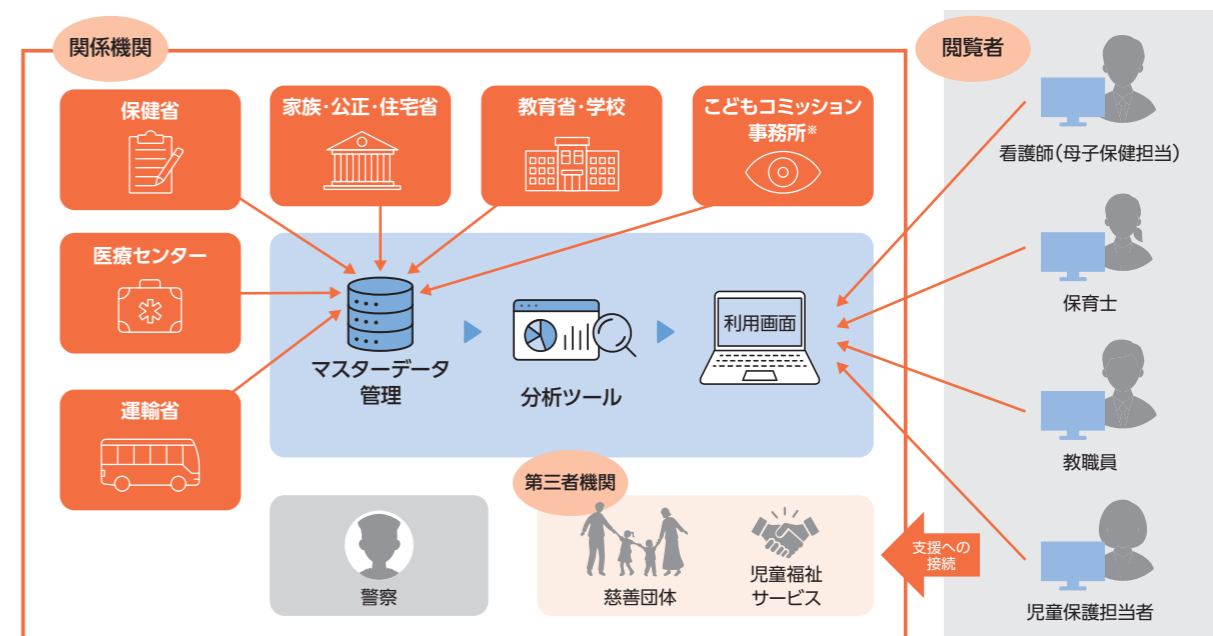 関係機関
閲覧者
保健省
家族・公正・住宅省
教育省・学校
こどもコミッション
事務所※
看護師(母子保健担当)
医療センター
保育士
利用画面
マスターデータ
管理
分析ツール
運輸省
教職員
第三者機関
警察
慈善団体
児童福祉
サービス
支援への
接続
児童保護担当者